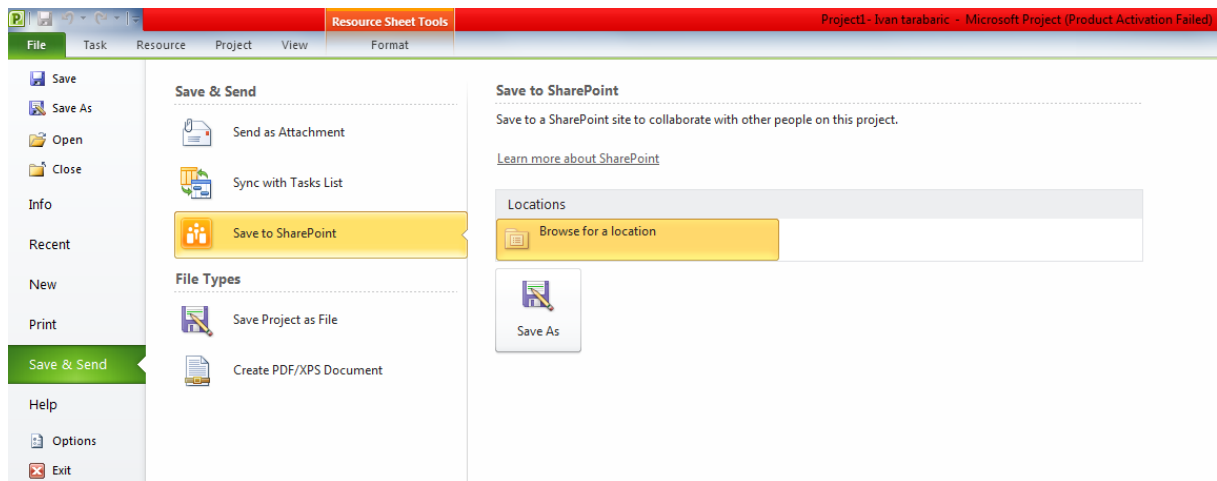 Resource Sheet Tools
Project1- Ivan tarabaric - Microsoft Project (Product Activation Failed)
File Task Resource Project View Format
Save
Save As
Open
Close
Info
Recent
New
Print
Save & Send
Help
Options
Exit
Save & Send
Send as Attachment
Sync with Tasks List
Save to SharePoint
File Types
Save Project as File
Create PDF/XPS Document
Save to SharePoint
Save to a SharePoint site to collaborate with other people on this project.
Learn more about SharePoint
Locations
Browse for a location
Save As